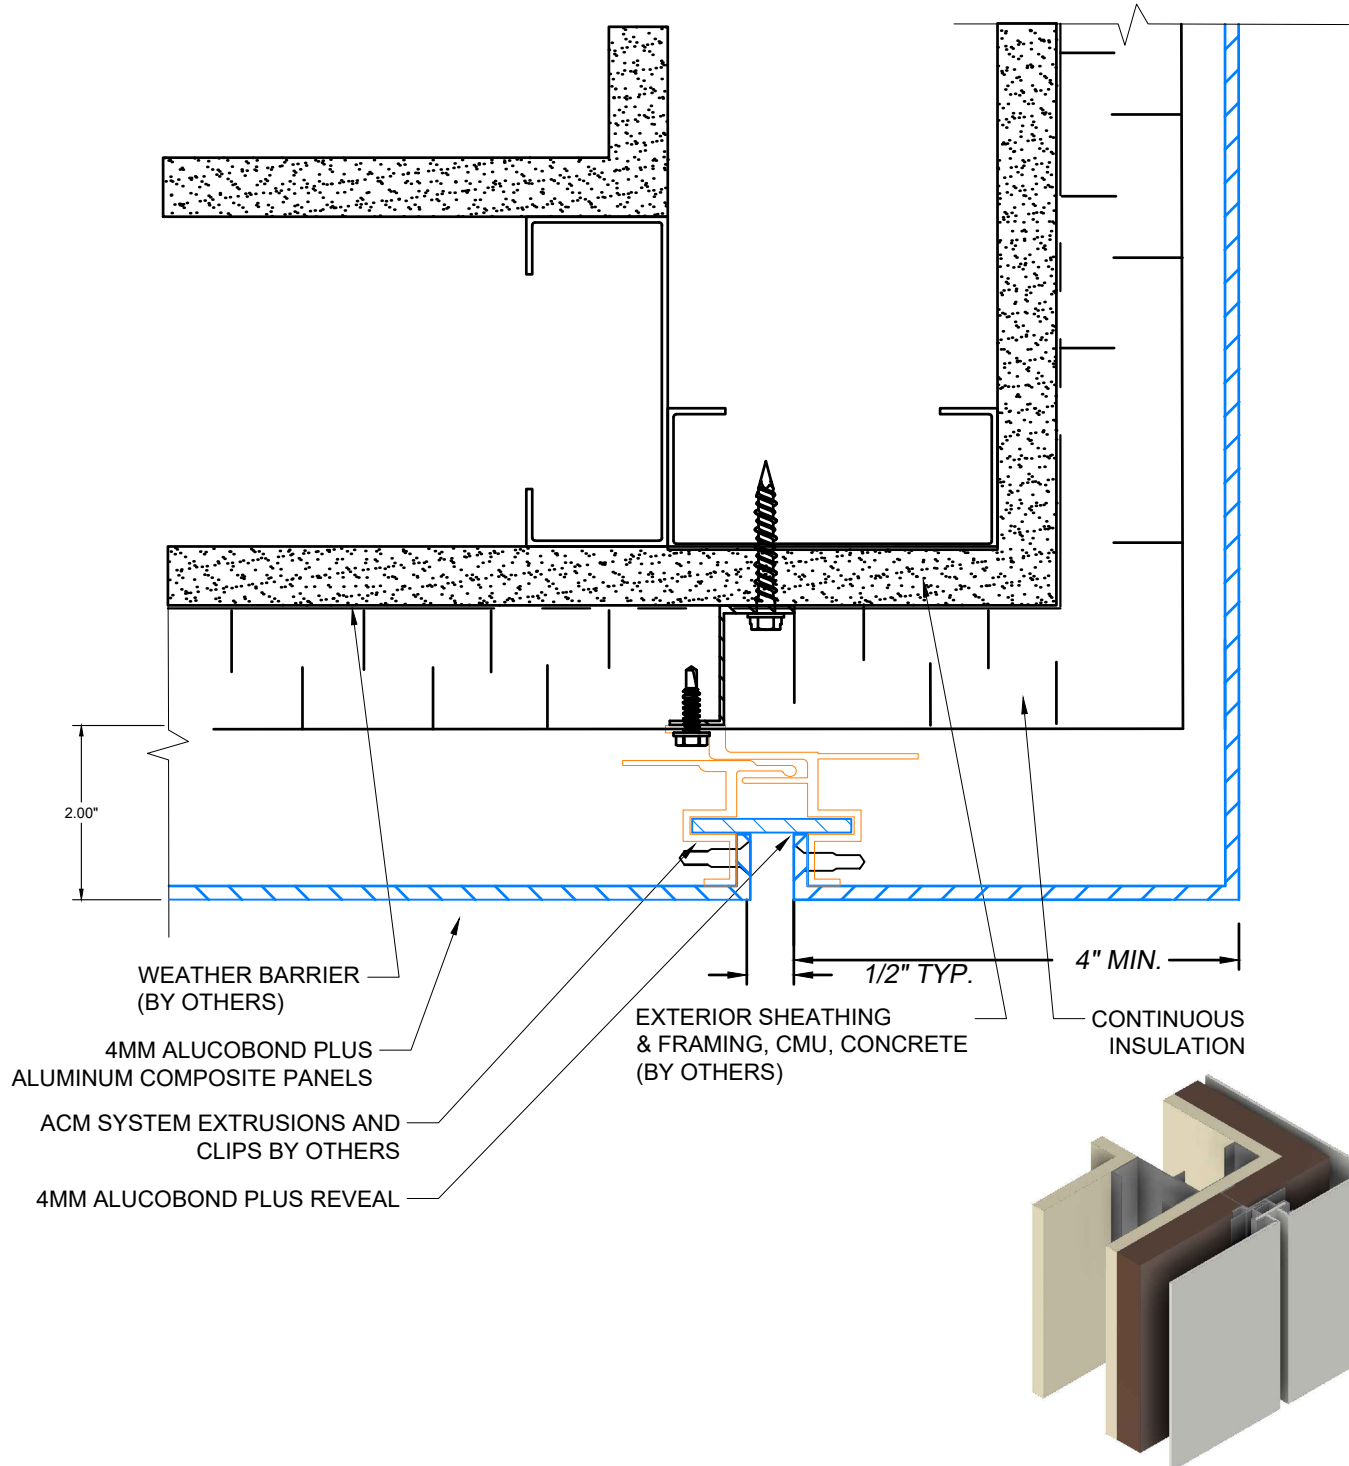 2.00"
WEATHER BARRIER
(BY OTHERS)
4MM ALUCOBOND PLUS
ALUMINUM COMPOSITE PANELS
ACM SYSTEM EXTRUSIONS AND
CLIPS BY OTHERS
4MM ALUCOBOND PLUS REVEAL
1/2" TYP.
4" MIN.
EXTERIOR SHEATHING
& FRAMING, CMU, CONCRETE
(BY OTHERS)
CONTINUOUS
INSULATION